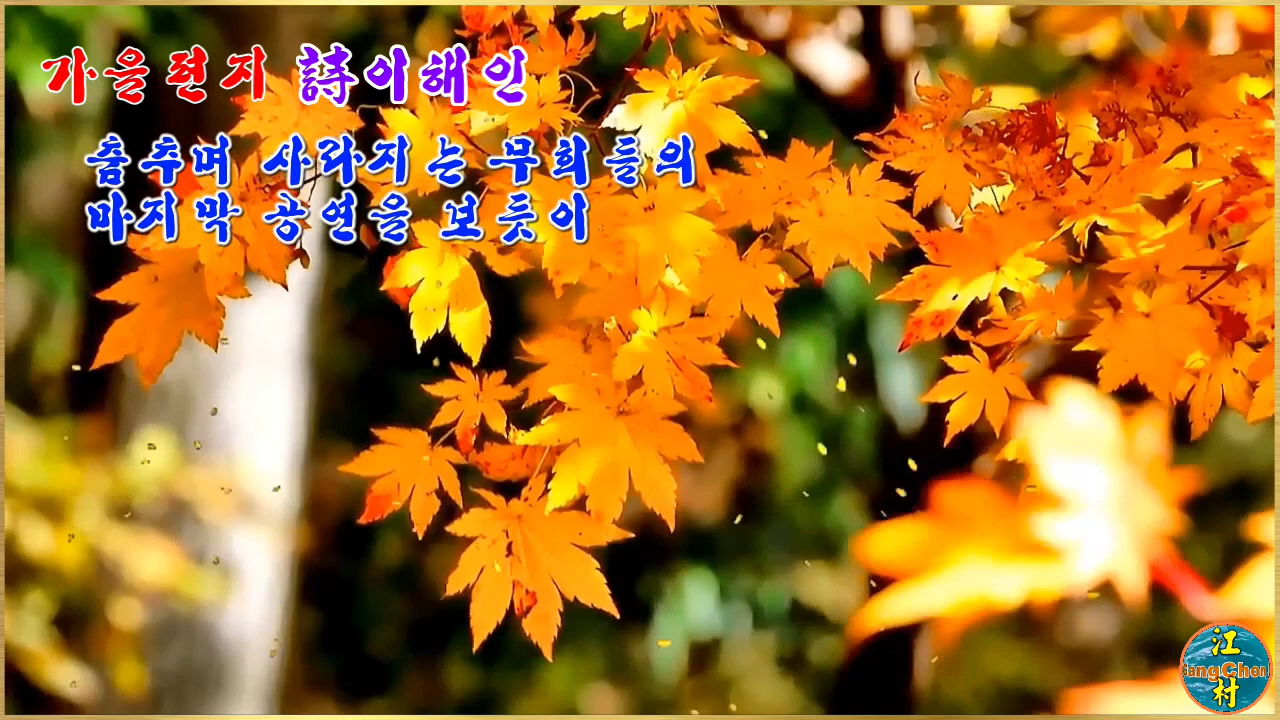 가을편지 詩이해인
춤추며 사라지는 무희들의
마지막 공연을 보듯이
江
GangChon
村